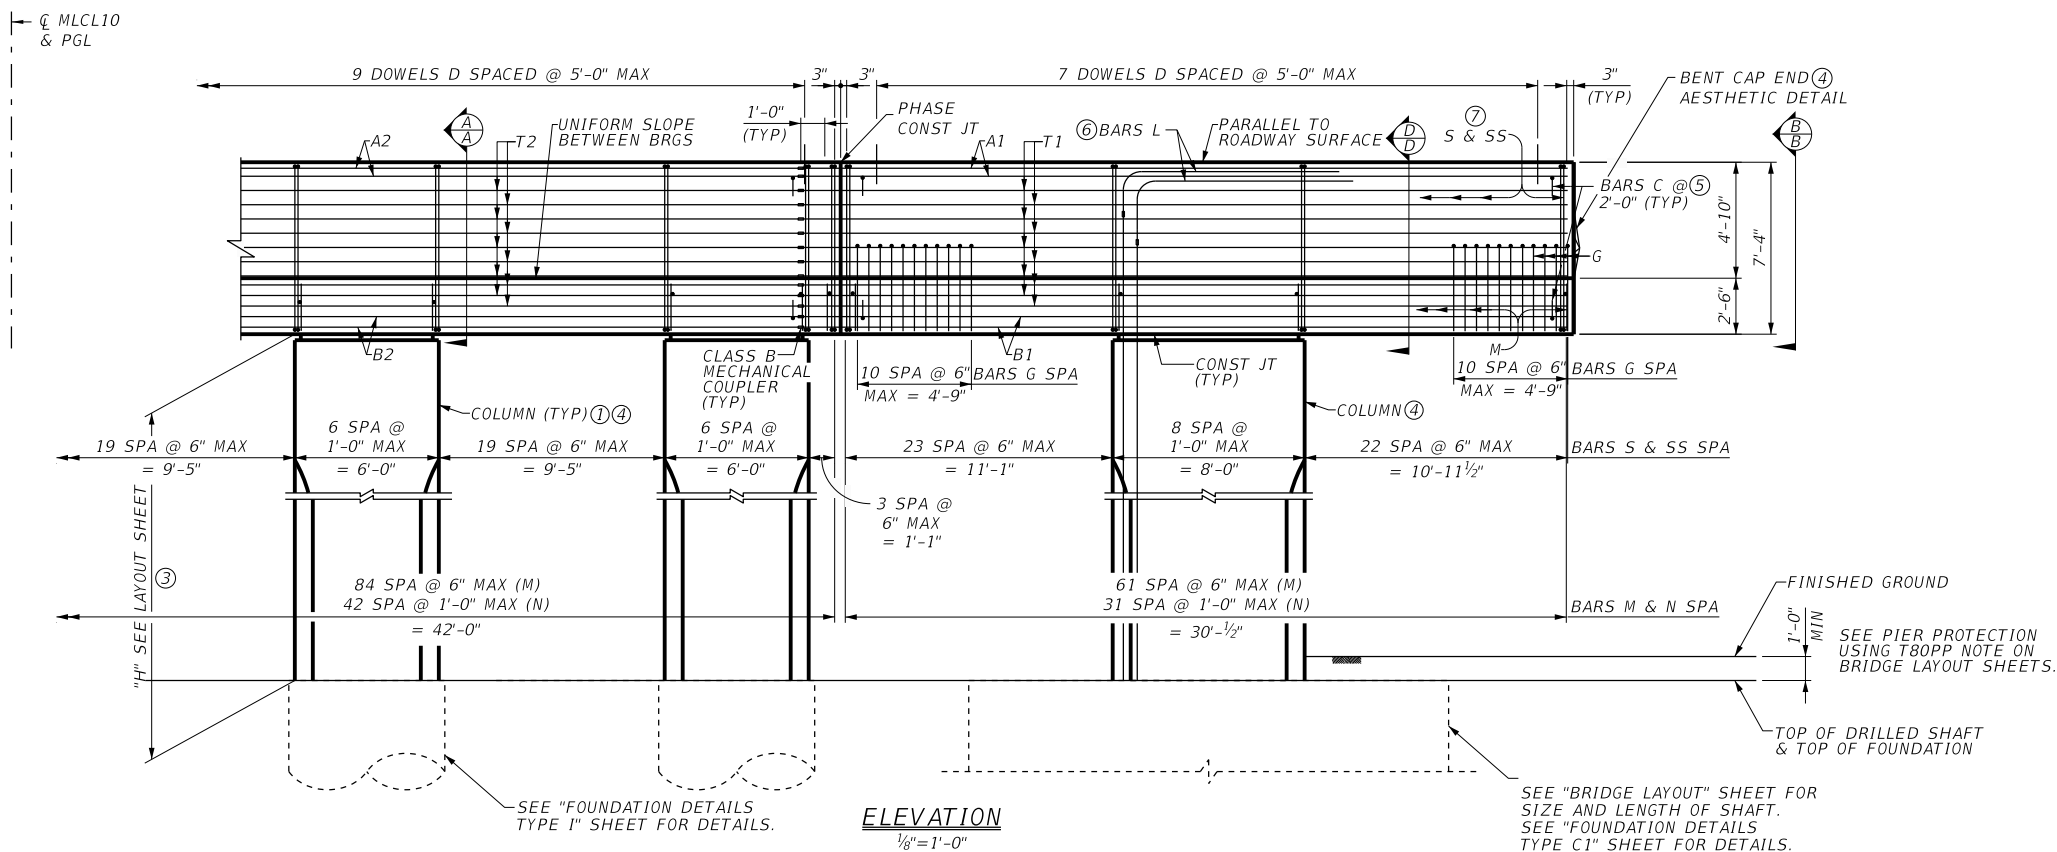 ℄ MLCL10
& PGL
9 DOWELS D SPACED @ 5'-0" MAX
3"
3"
7 DOWELS D SPACED @ 5'-0" MAX
3"
(TYP)
BENT CAP END ④
AESTHETIC DETAIL
1'-0"
(TYP)
PHASE
CONST JT
A
A
UNIFORM SLOPE
BETWEEN BRGS
⑥ BARS L
PARALLEL TO
ROADWAY SURFACE
D
D
⑦
S & SS
B
B
A2
T2
A1
T1
BARS C @ ⑤
2'-0" (TYP)
4'-10"
7'-4"
2'-6"
G
M
B2
B1
CLASS B
MECHANICAL
COUPLER
(TYP)
10 SPA @ 6"
MAX = 4'-9"
BARS G SPA
CONST JT
(TYP)
10 SPA @ 6"
MAX = 4'-9"
BARS G SPA
COLUMN (TYP) ① ④
COLUMN ④
19 SPA @ 6" MAX
= 9'-5"
6 SPA @
1'-0" MAX
= 6'-0"
19 SPA @ 6" MAX
= 9'-5"
6 SPA @
1'-0" MAX
= 6'-0"
23 SPA @ 6" MAX
= 11'-1"
8 SPA @
1'-0" MAX
= 8'-0"
22 SPA @ 6" MAX
= 10'-11½"
BARS S & SS SPA
3 SPA @
6" MAX
= 1'-1"
"H" SEE LAYOUT SHEET ③
84 SPA @ 6" MAX (M)
42 SPA @ 1'-0" MAX (N)
= 42'-0"
61 SPA @ 6" MAX (M)
31 SPA @ 1'-0" MAX (N)
= 30'-½"
BARS M & N SPA
FINISHED GROUND
1'-0"
MIN
SEE PIER PROTECTION
USING T80PP NOTE ON
BRIDGE LAYOUT SHEETS.
TOP OF DRILLED SHAFT
& TOP OF FOUNDATION
SEE "FOUNDATION DETAILS
TYPE I" SHEET FOR DETAILS.
SEE "BRIDGE LAYOUT" SHEET FOR
SIZE AND LENGTH OF SHAFT.
SEE "FOUNDATION DETAILS
TYPE C1" SHEET FOR DETAILS.
ELEVATION
⅛"=1'-0"